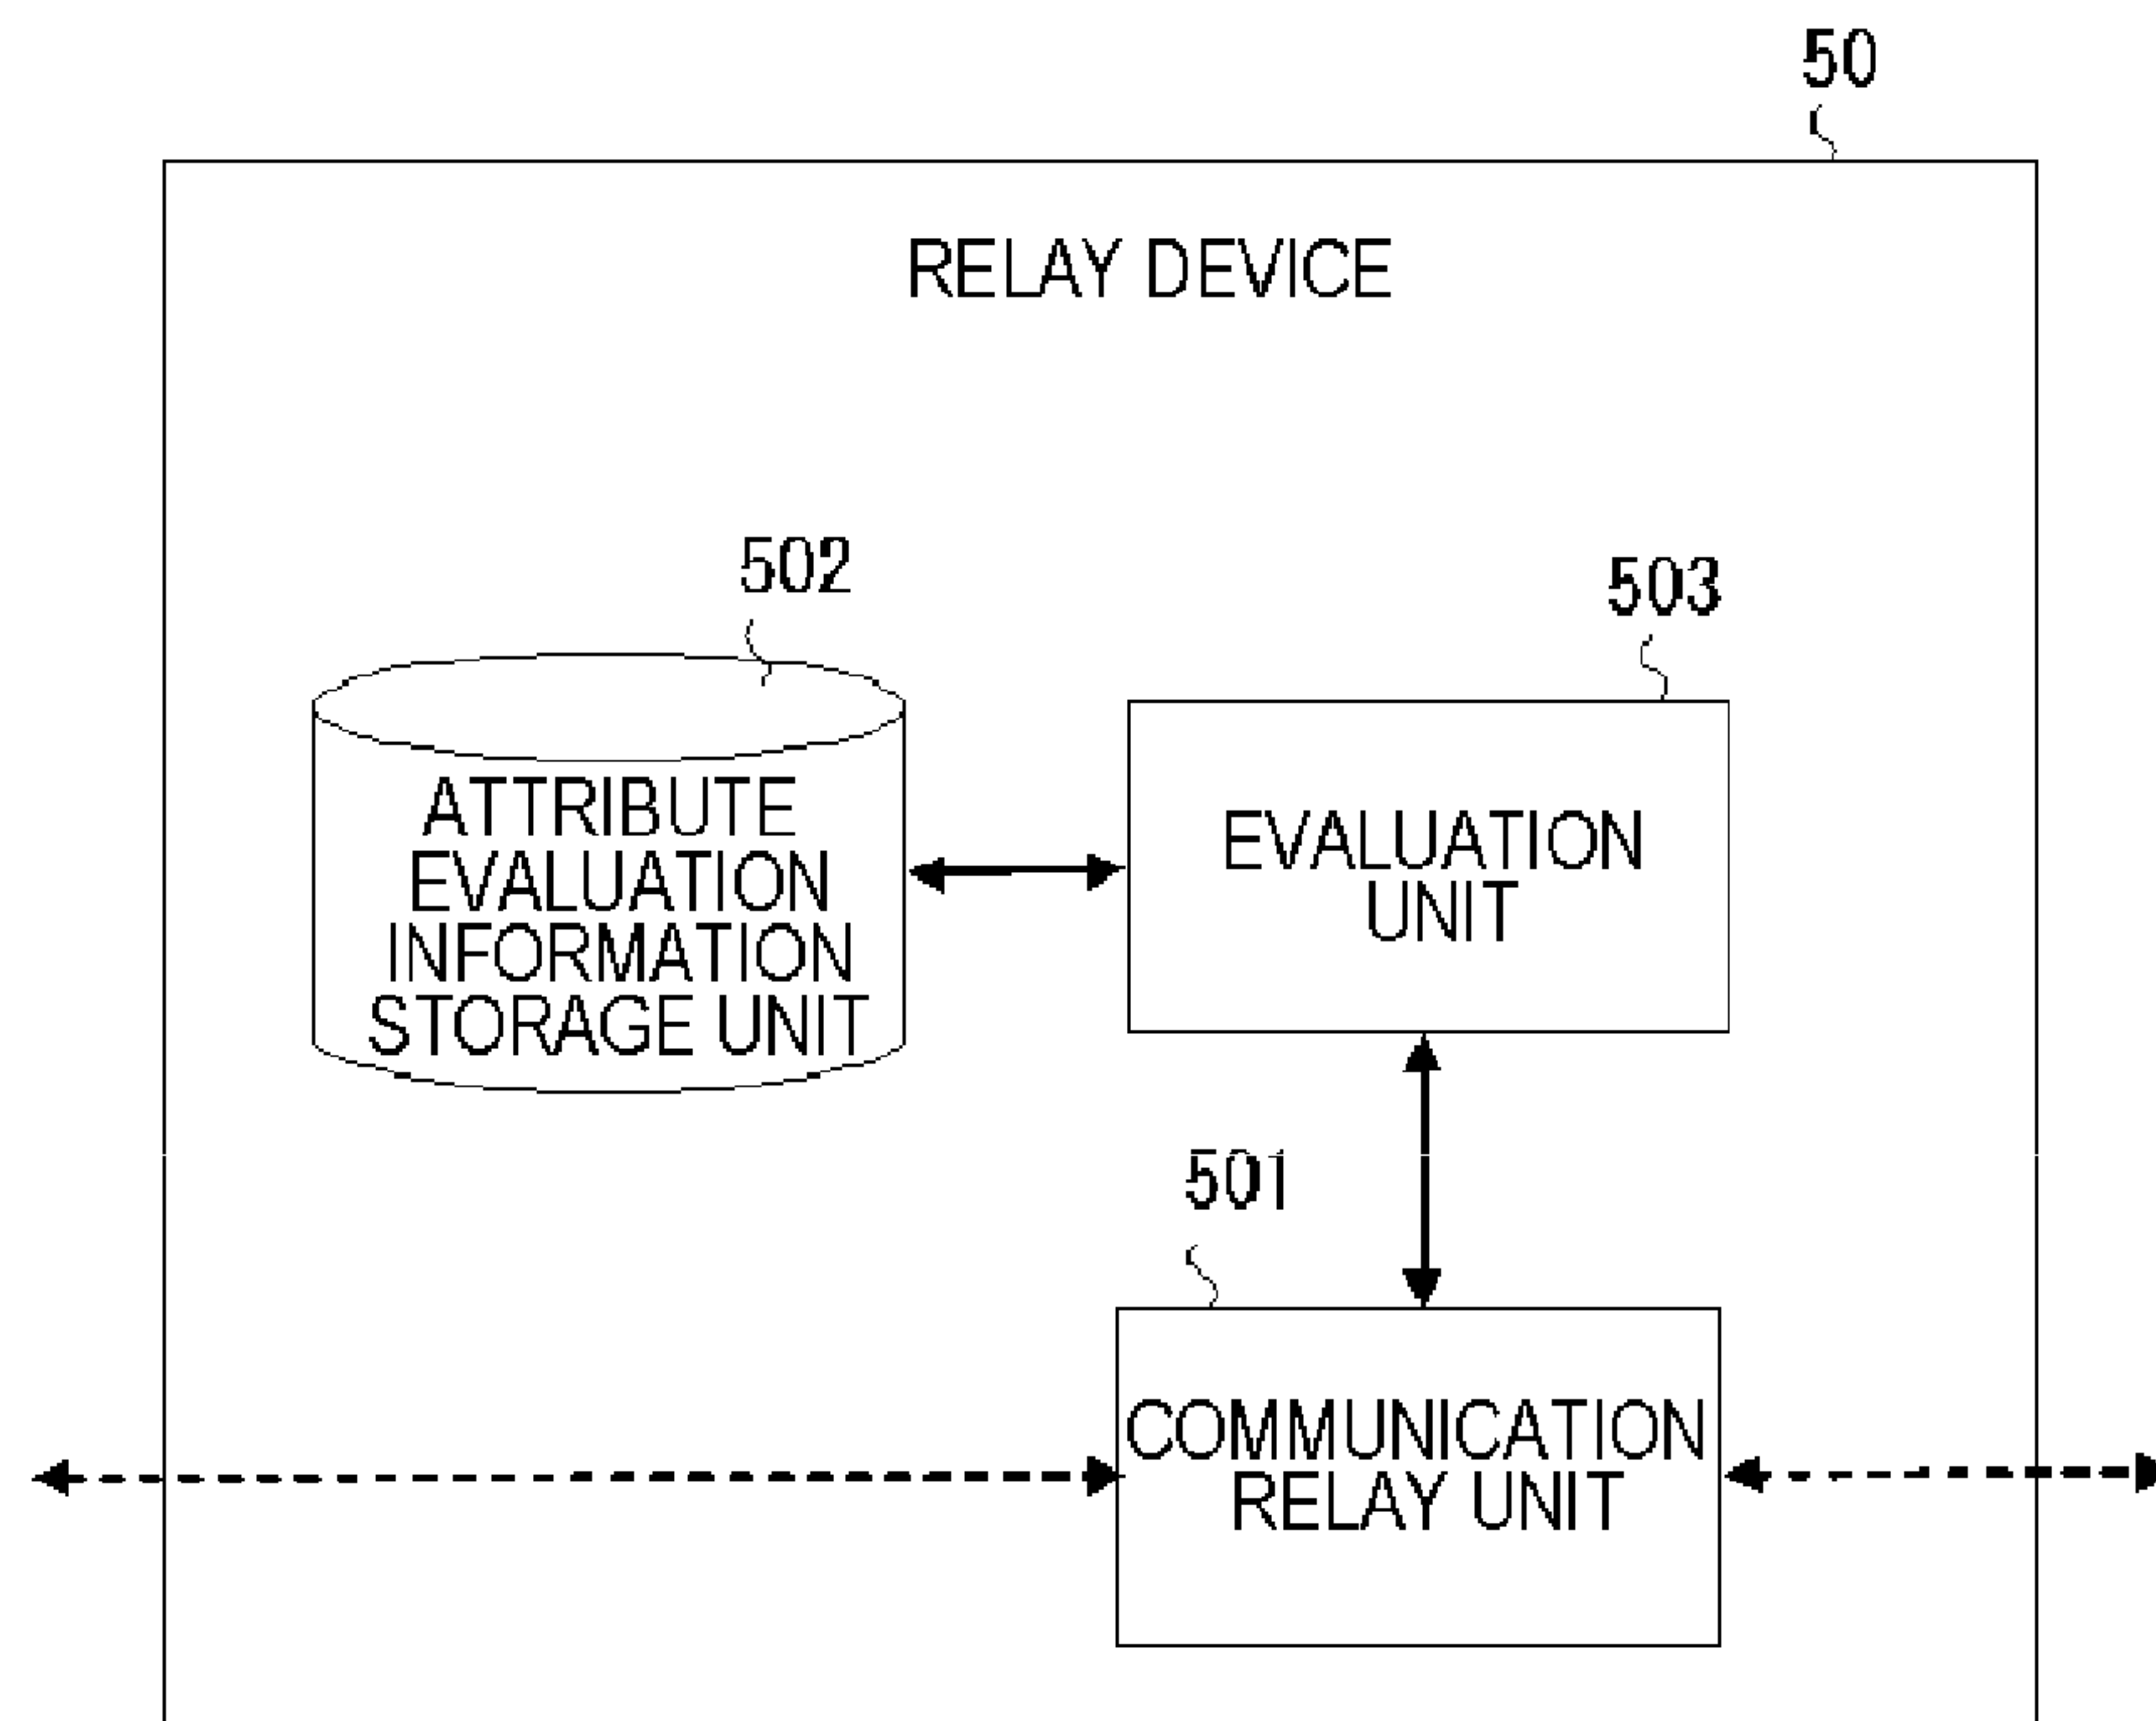 50
RELAY DEVICE
502
503
ATTRIBUTE
EVALUATION
INFORMATION
STORAGE UNIT
EVALUATION
UNIT
501
COMMUNICATION
RELAY UNIT